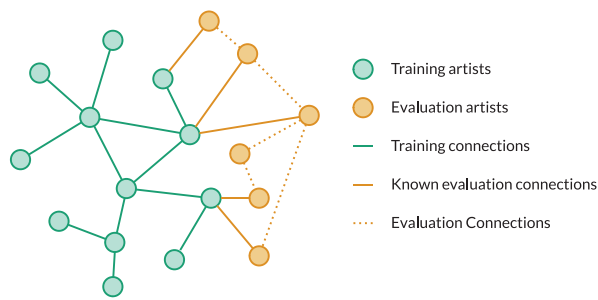 Training artists
Evaluation artists
Training connections
Known evaluation connections
Evaluation Connections